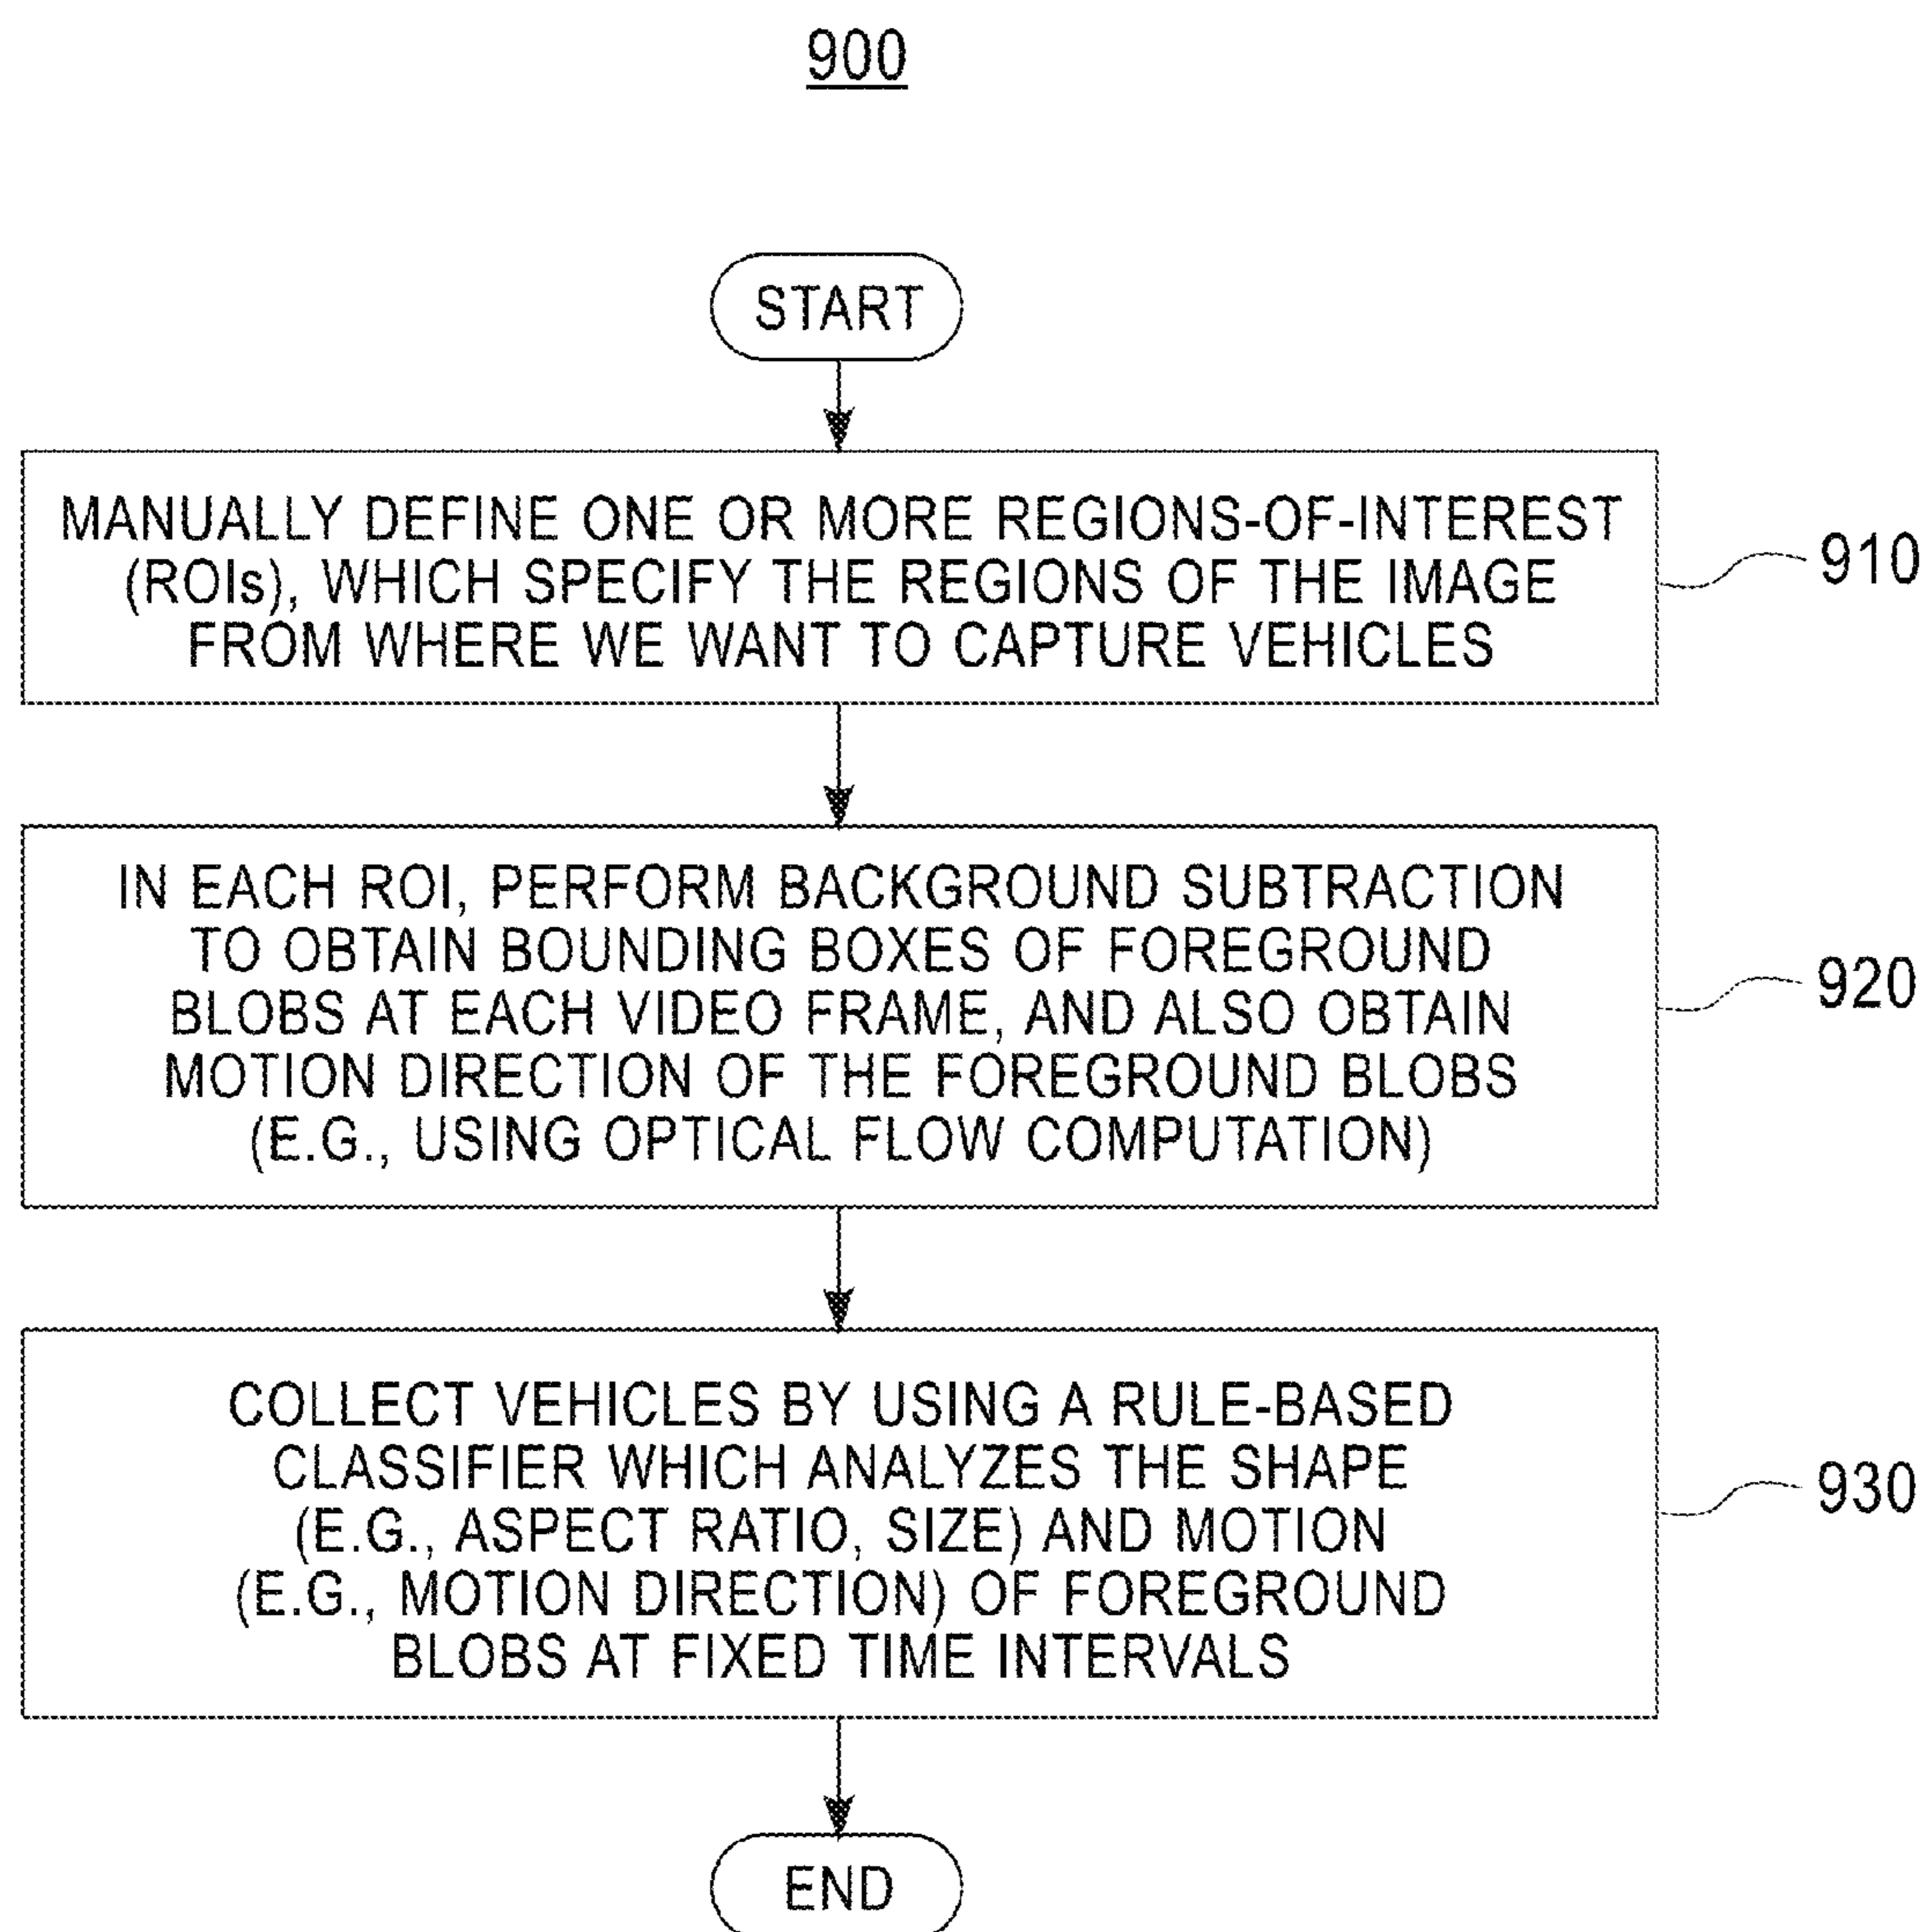 900
START
MANUALLY DEFINE ONE OR MORE REGIONS-OF-INTEREST
(ROIs), WHICH SPECIFY THE REGIONS OF THE IMAGE
FROM WHERE WE WANT TO CAPTURE VEHICLES
910
IN EACH ROI, PERFORM BACKGROUND SUBTRACTION
TO OBTAIN BOUNDING BOXES OF FOREGROUND
BLOBS AT EACH VIDEO FRAME, AND ALSO OBTAIN
MOTION DIRECTION OF THE FOREGROUND BLOBS
(E.G., USING OPTICAL FLOW COMPUTATION)
920
COLLECT VEHICLES BY USING A RULE-BASED
CLASSIFIER WHICH ANALYZES THE SHAPE
(E.G., ASPECT RATIO, SIZE) AND MOTION
(E.G., MOTION DIRECTION) OF FOREGROUND
BLOBS AT FIXED TIME INTERVALS
930
END